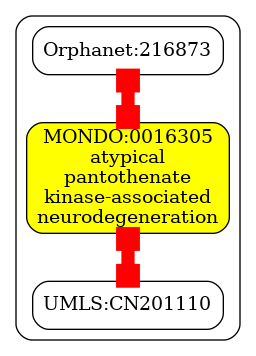 Orphanet:216873
MONDO:0016305
atypical
pantothenate
kinase-associated
neurodegeneration
UMLS:CN201110